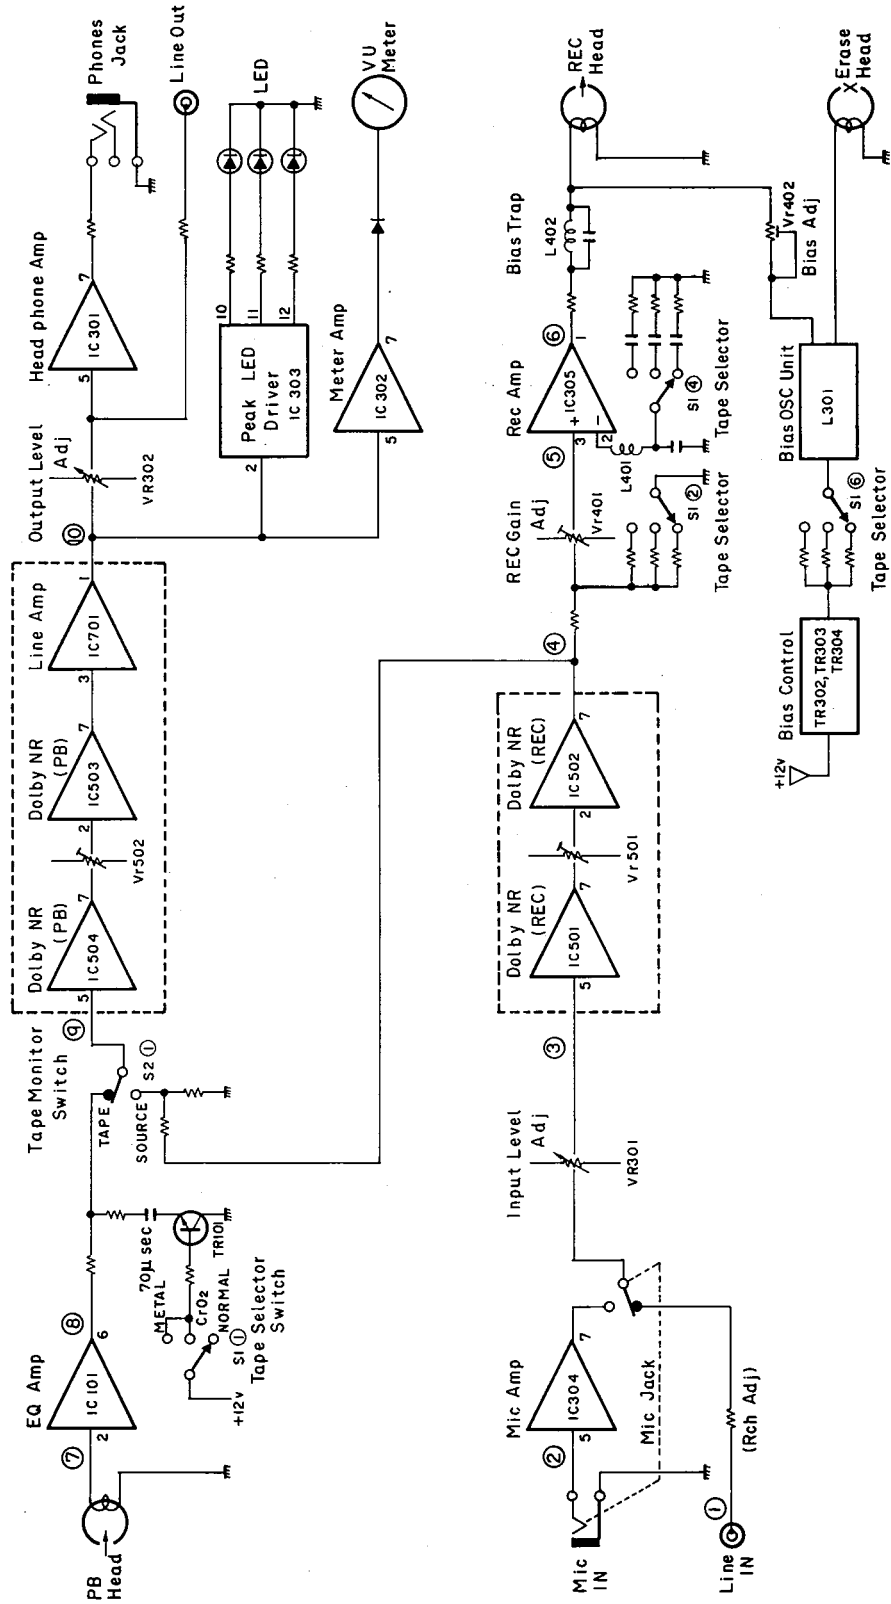 PB
Head
7
2
EQ Amp
IC101
6
8
70μ sec
METAL
CrO2
NORMAL
TR101
+12v
S1 1
Tape Selector
Switch
Tape Monitor
Switch
TAPE
SOURCE
S2 1
9
5
Dolby NR
(PB)
IC504
7
Vr502
2
Dolby NR
(PB)
IC503
7
3
Line Amp
IC701
1
10
Output Level
Adj
VR302
5
Head phone Amp
IC301
7
Phones
Jack
Line Out
2
Peak LED
Driver
IC 303
10
11
12
LED
5
Meter Amp
IC302
7
VU
Meter
Mic
IN
2
5
Mic Amp
IC304
7
Mic Jack
Line
IN
1
(Rch Adj)
Input Level
Adj
VR301
3
5
Dolby NR
(REC)
IC501
7
Vr501
2
Dolby NR
(REC)
IC502
7
4
REC Gain
Adj
Vr401
S1 2
Tape Selector
5
3
+
Rec Amp
IC305
−
2
1
6
L401
S1 4
Tape Selector
Bias Trap
L402
REC
Head
+12v
Bias Control
TR302, TR303
TR304
S1 6
Tape Selector
Bias OSC Unit
L301
Vr402
Bias Adj
Erase
Head